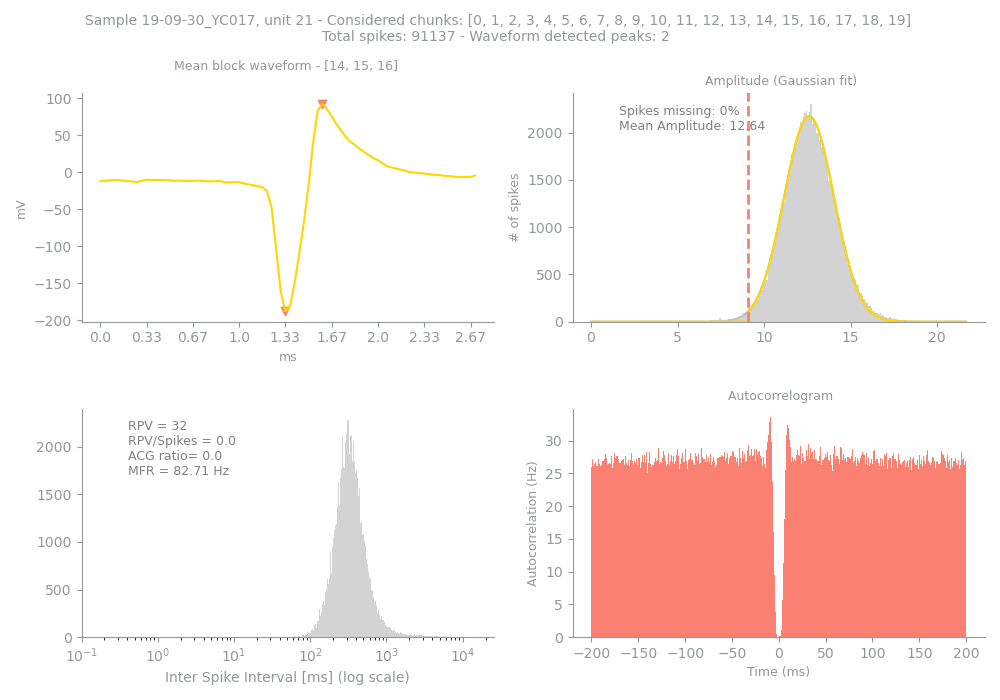 Sample 19-09-30_YC017, unit 21 - Considered chunks: [0, 1, 2, 3, 4, 5, 6, 7, 8, 9, 10, 11, 12, 13, 14, 15, 16, 17, 18, 19]
Total spikes: 91137 - Waveform detected peaks: 2
Mean block waveform - [14, 15, 16]
100
50
0
−50
−100
−150
−200
mV
0.0 0.33 0.67 1.0 1.33 1.67 2.0 2.33 2.67
ms
Amplitude (Gaussian fit)
Spikes missing: 0%
Mean Amplitude: 12.64
2000
1500
1000
500
0
# of spikes
0 5 10 15 20
RPV = 32
RPV/Spikes = 0.0
ACG ratio= 0.0
MFR = 82.71 Hz
2000
1500
1000
500
0
10⁻¹ 10⁰ 10¹ 10² 10³ 10⁴
Inter Spike Interval [ms] (log scale)
Autocorrelogram
30
25
20
15
10
5
0
Autocorrelation (Hz)
−200 −150 −100 −50 0 50 100 150 200
Time (ms)